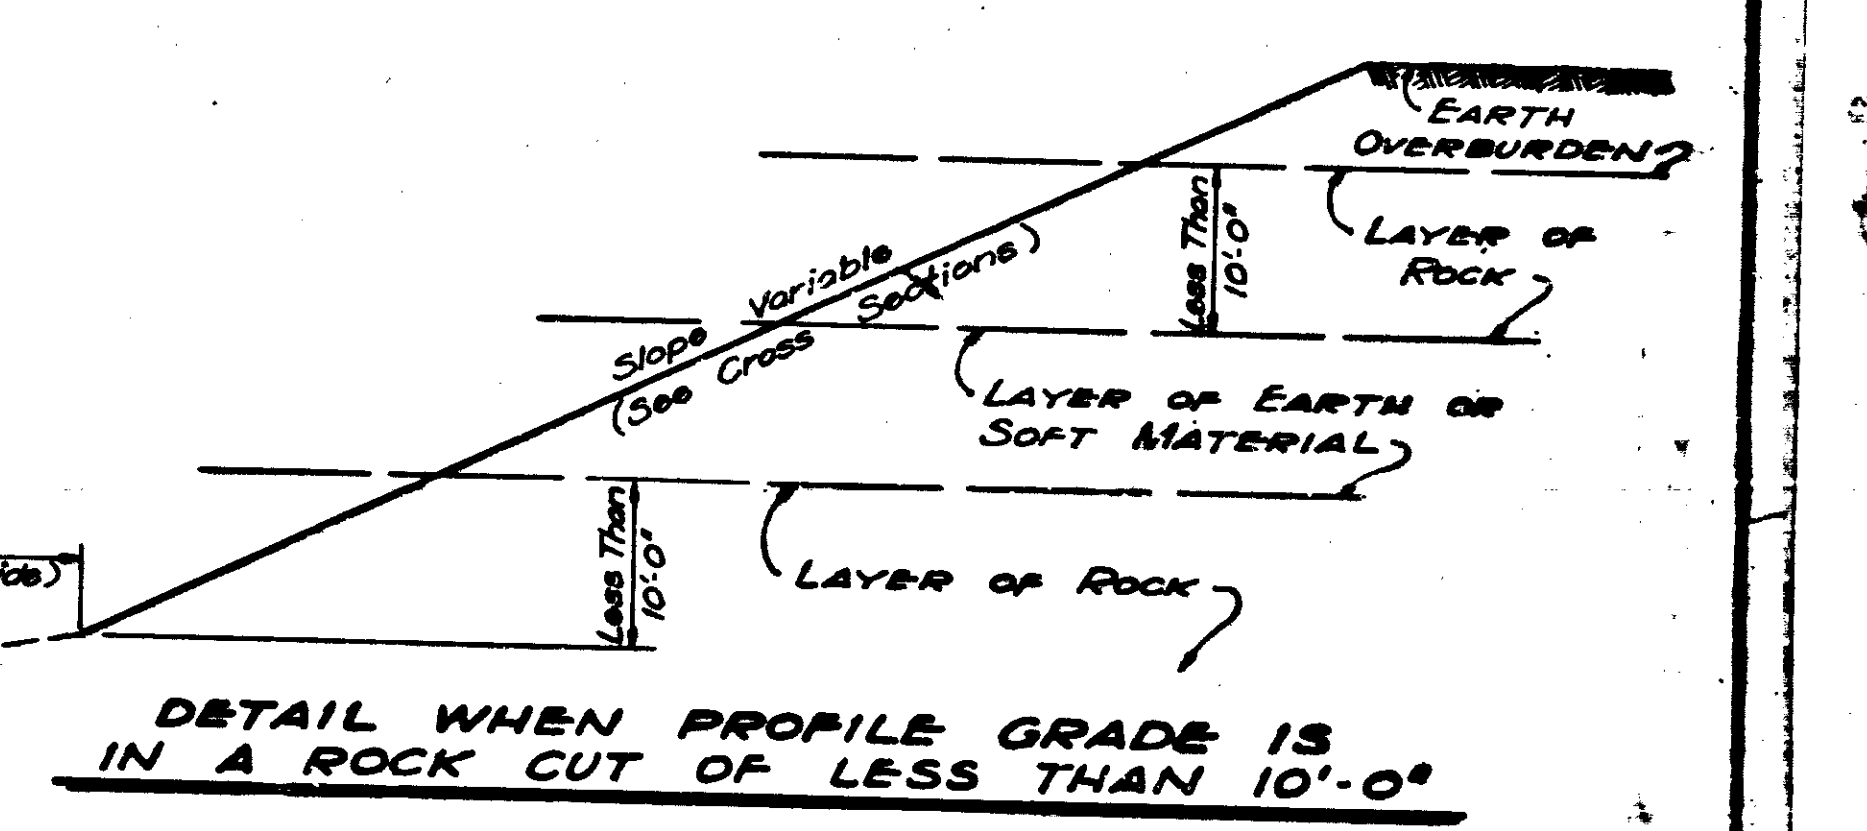 EARTH
OVERBURDEN
LAYER OF
ROCK
Less Than
10'-0"
Slope Variable
(See Cross Sections)
LAYER OF EARTH OR
SOFT MATERIAL
Less Than
10'-0"
LAYER OF ROCK
DETAIL WHEN PROFILE GRADE IS
IN A ROCK CUT OF LESS THAN 10'-0"